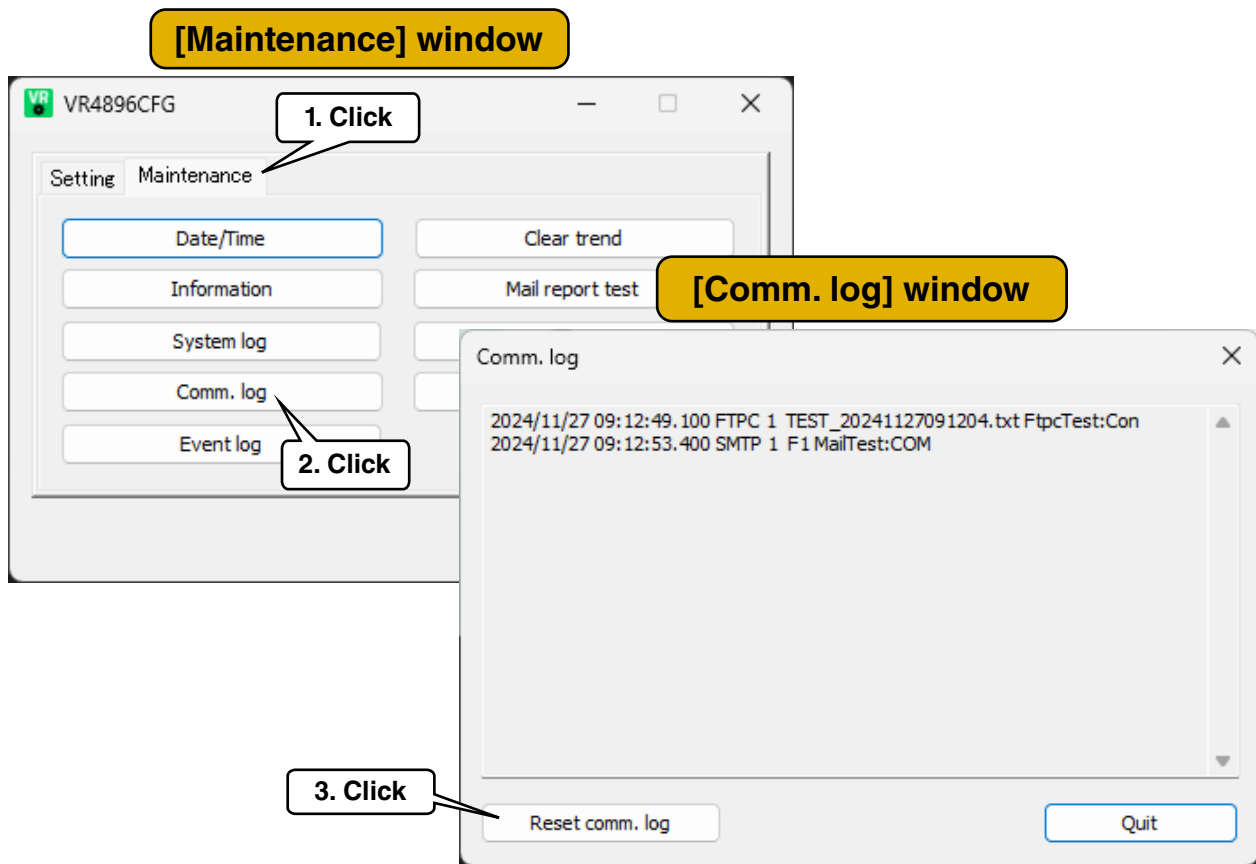 [Maintenance] window
VR
VR4896CFG
1. Click
Setting Maintenance
Date/Time
Clear trend
Information
Mail report test
System log
Comm. log
Event log
2. Click
[Comm. log] window
Comm. log
2024/11/27 09:12:49.100 FTPC 1 TEST_20241127091204.txt FtpcTest:Con
2024/11/27 09:12:53.400 SMTP 1 F1 MailTest:COM
3. Click
Reset comm. log
Quit